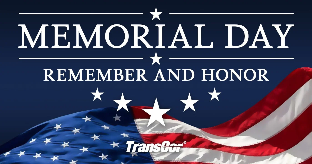 MEMORIAL DAY
REMEMBER AND HONOR
TransCor